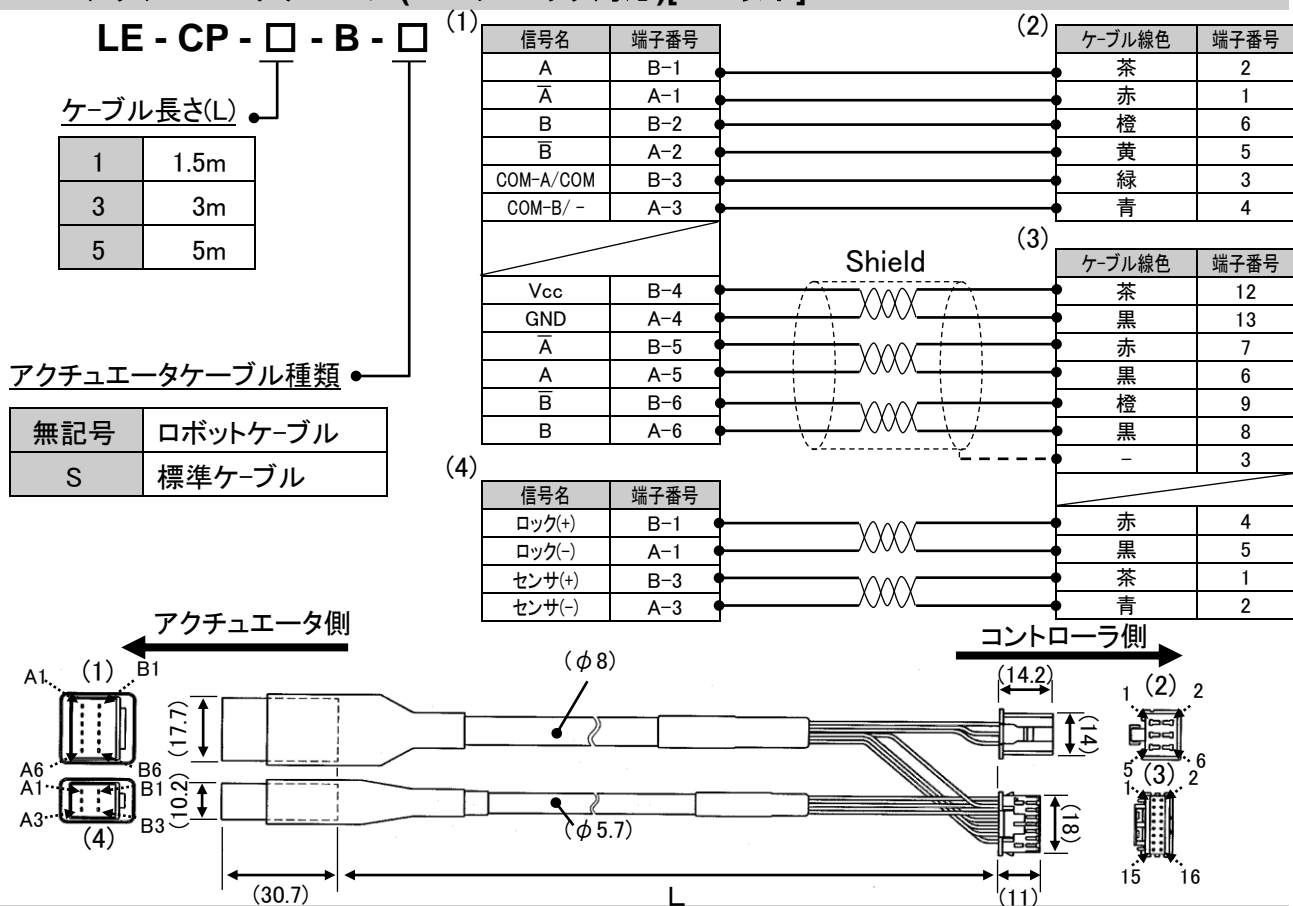 LE - CP - □ - B - □
ケーブル長さ(L)
1 1.5m
3 3m
5 5m
アクチュエータケーブル種類
無記号 ロボットケーブル
S 標準ケーブル
(1)
信号名 端子番号
A B-1
A̅ A-1
B B-2
B̅ A-2
COM-A/COM B-3
COM-B/ - A-3
Vcc B-4
GND A-4
A̅ B-5
A A-5
B̅ B-6
B A-6
Shield
(2)
ケーブル線色 端子番号
茶 2
赤 1
橙 6
黄 5
緑 3
青 4
(3)
ケーブル線色 端子番号
茶 12
黒 13
赤 7
黒 6
橙 9
黒 8
- 3
赤 4
黒 5
茶 1
青 2
(4)
信号名 端子番号
ロック(+) B-1
ロック(-) A-1
センサ(+) B-3
センサ(-) A-3
アクチュエータ側
コントローラ側
A1 (1) B1
A6 B6
A1 B1
A3 B3
(4)
(17.7)
(10.2)
(φ8)
(φ5.7)
(14.2)
(14)
(18)
1 (2) 2
5 6
1 (3) 2
15 16
(30.7)
L
(11)